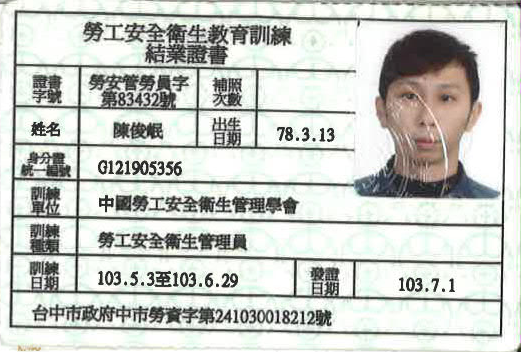 勞工安全衛生教育訓練
結業證書
證書字號 勞安管勞員字第83432號 補照次數
姓名 陳俊岷 出生日期 78.3.13
身分證統一編號 G121905356
訓練單位 中國勞工安全衛生管理學會
訓練種類 勞工安全衛生管理員
訓練日期 103.5.3至103.6.29 發證日期 103.7.1
台中市政府中市勞資字第241030018212號